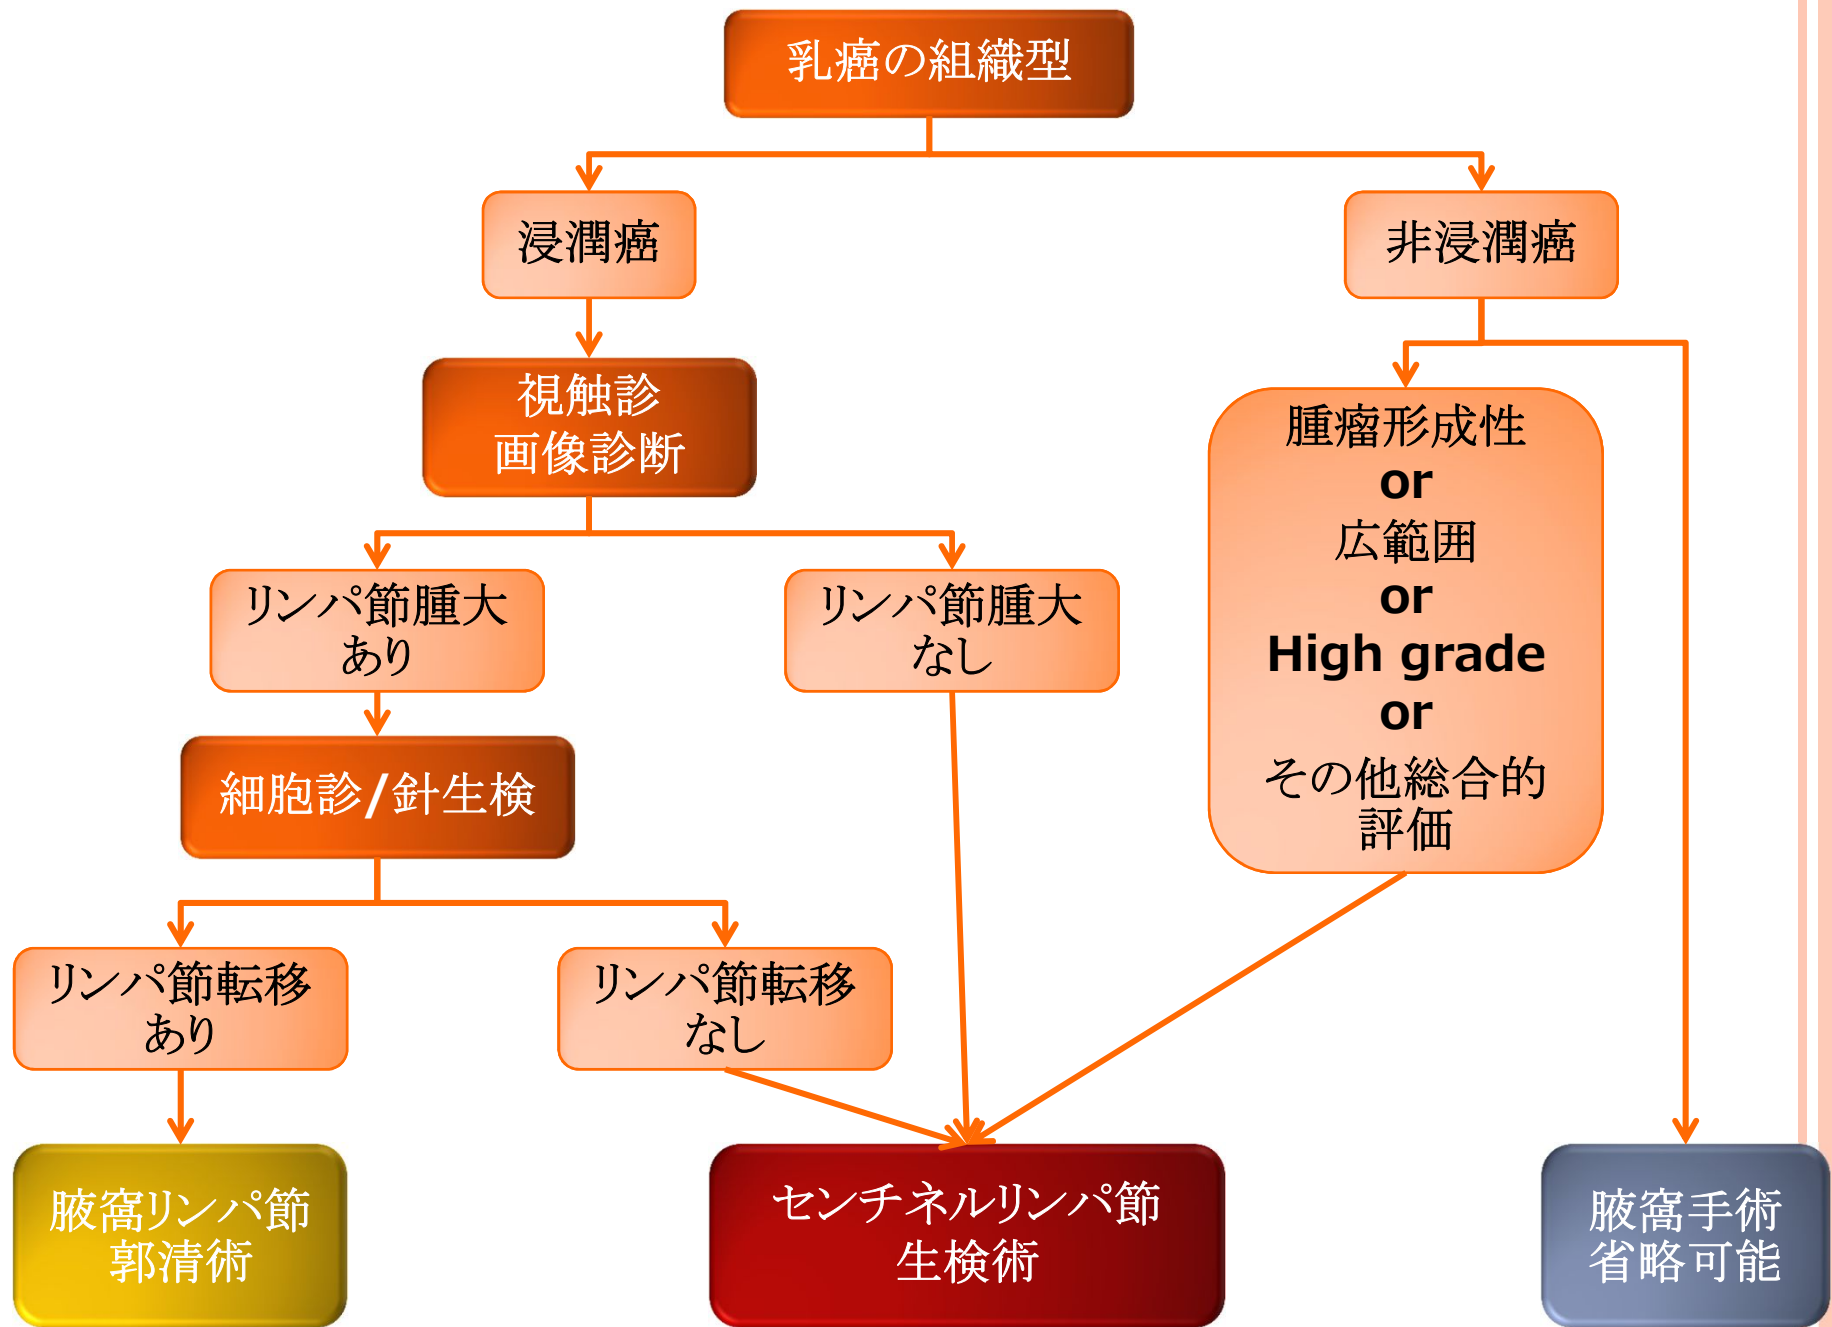 乳癌の組織型
浸潤癌
非浸潤癌
視触診
画像診断
腫瘤形成性
or
広範囲
or
High grade
or
その他総合的
評価
リンパ節腫大
あり
リンパ節腫大
なし
細胞診/針生検
リンパ節転移
あり
リンパ節転移
なし
腋窩リンパ節
郭清術
センチネルリンパ節
生検術
腋窩手術
省略可能